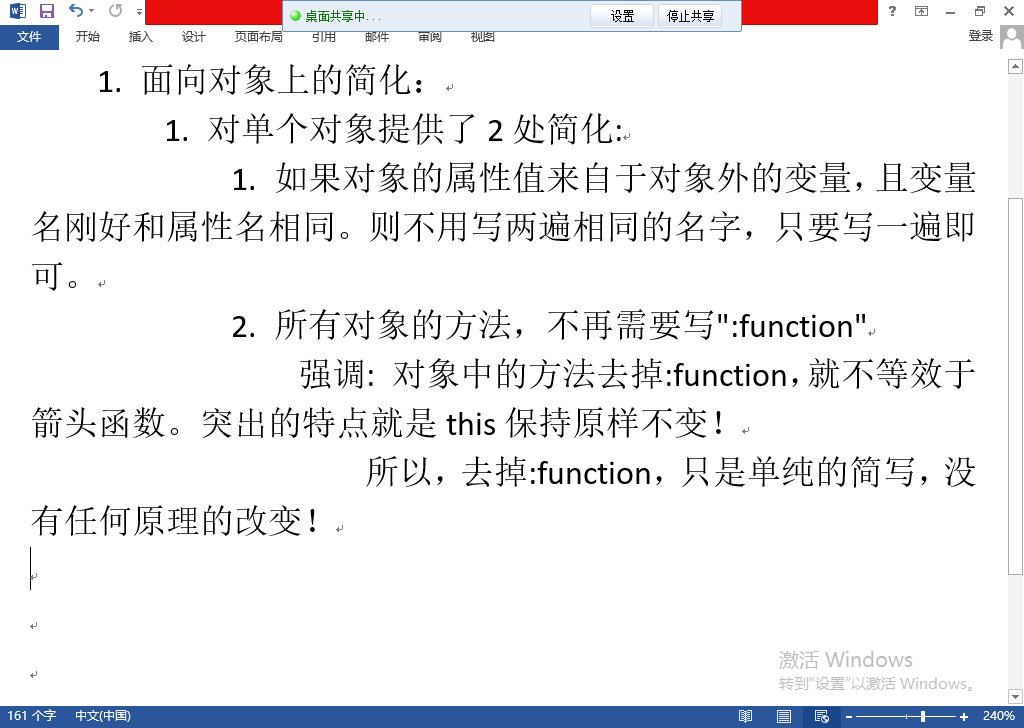 桌面共享中...
设置
停止共享
文件
开始
插入
设计
页面布局
引用
邮件
审阅
视图
登录
1. 面向对象上的简化：
1. 对单个对象提供了2处简化:
1. 如果对象的属性值来自于对象外的变量，且变量
名刚好和属性名相同。则不用写两遍相同的名字，只要写一遍即
可。
2. 所有对象的方法，不再需要写":function"
强调: 对象中的方法去掉:function，就不等效于
箭头函数。突出的特点就是this保持原样不变！
所以，去掉:function，只是单纯的简写，没
有任何原理的改变！
激活 Windows
转到"设置"以激活 Windows。
161 个字
中文(中国)
240%